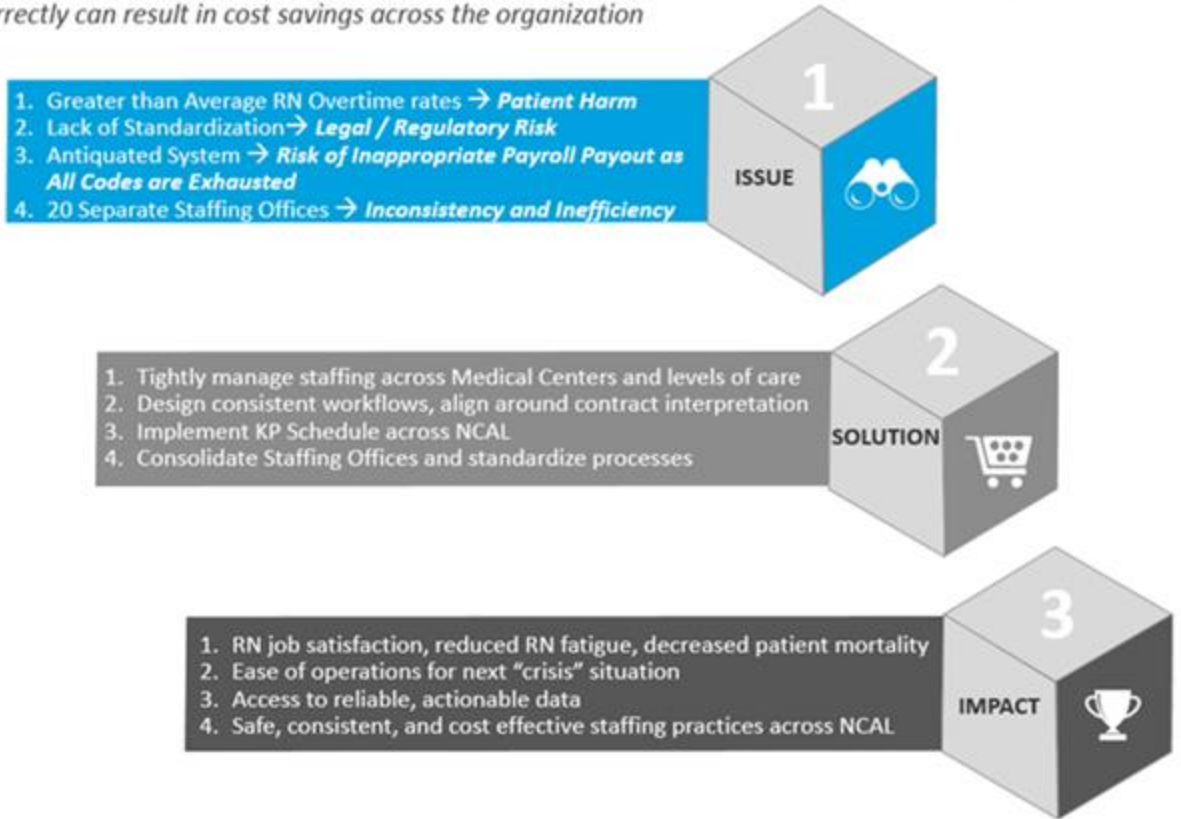 rrectly can result in cost savings across the organization
1. Greater than Average RN Overtime rates → Patient Harm
2. Lack of Standardization→ Legal / Regulatory Risk
3. Antiquated System → Risk of Inappropriate Payroll Payout as
All Codes are Exhausted
4. 20 Separate Staffing Offices → Inconsistency and Inefficiency
1
ISSUE
1. Tightly manage staffing across Medical Centers and levels of care
2. Design consistent workflows, align around contract interpretation
3. Implement KP Schedule across NCAL
4. Consolidate Staffing Offices and standardize processes
2
SOLUTION
1. RN job satisfaction, reduced RN fatigue, decreased patient mortality
2. Ease of operations for next “crisis” situation
3. Access to reliable, actionable data
4. Safe, consistent, and cost effective staffing practices across NCAL
3
IMPACT